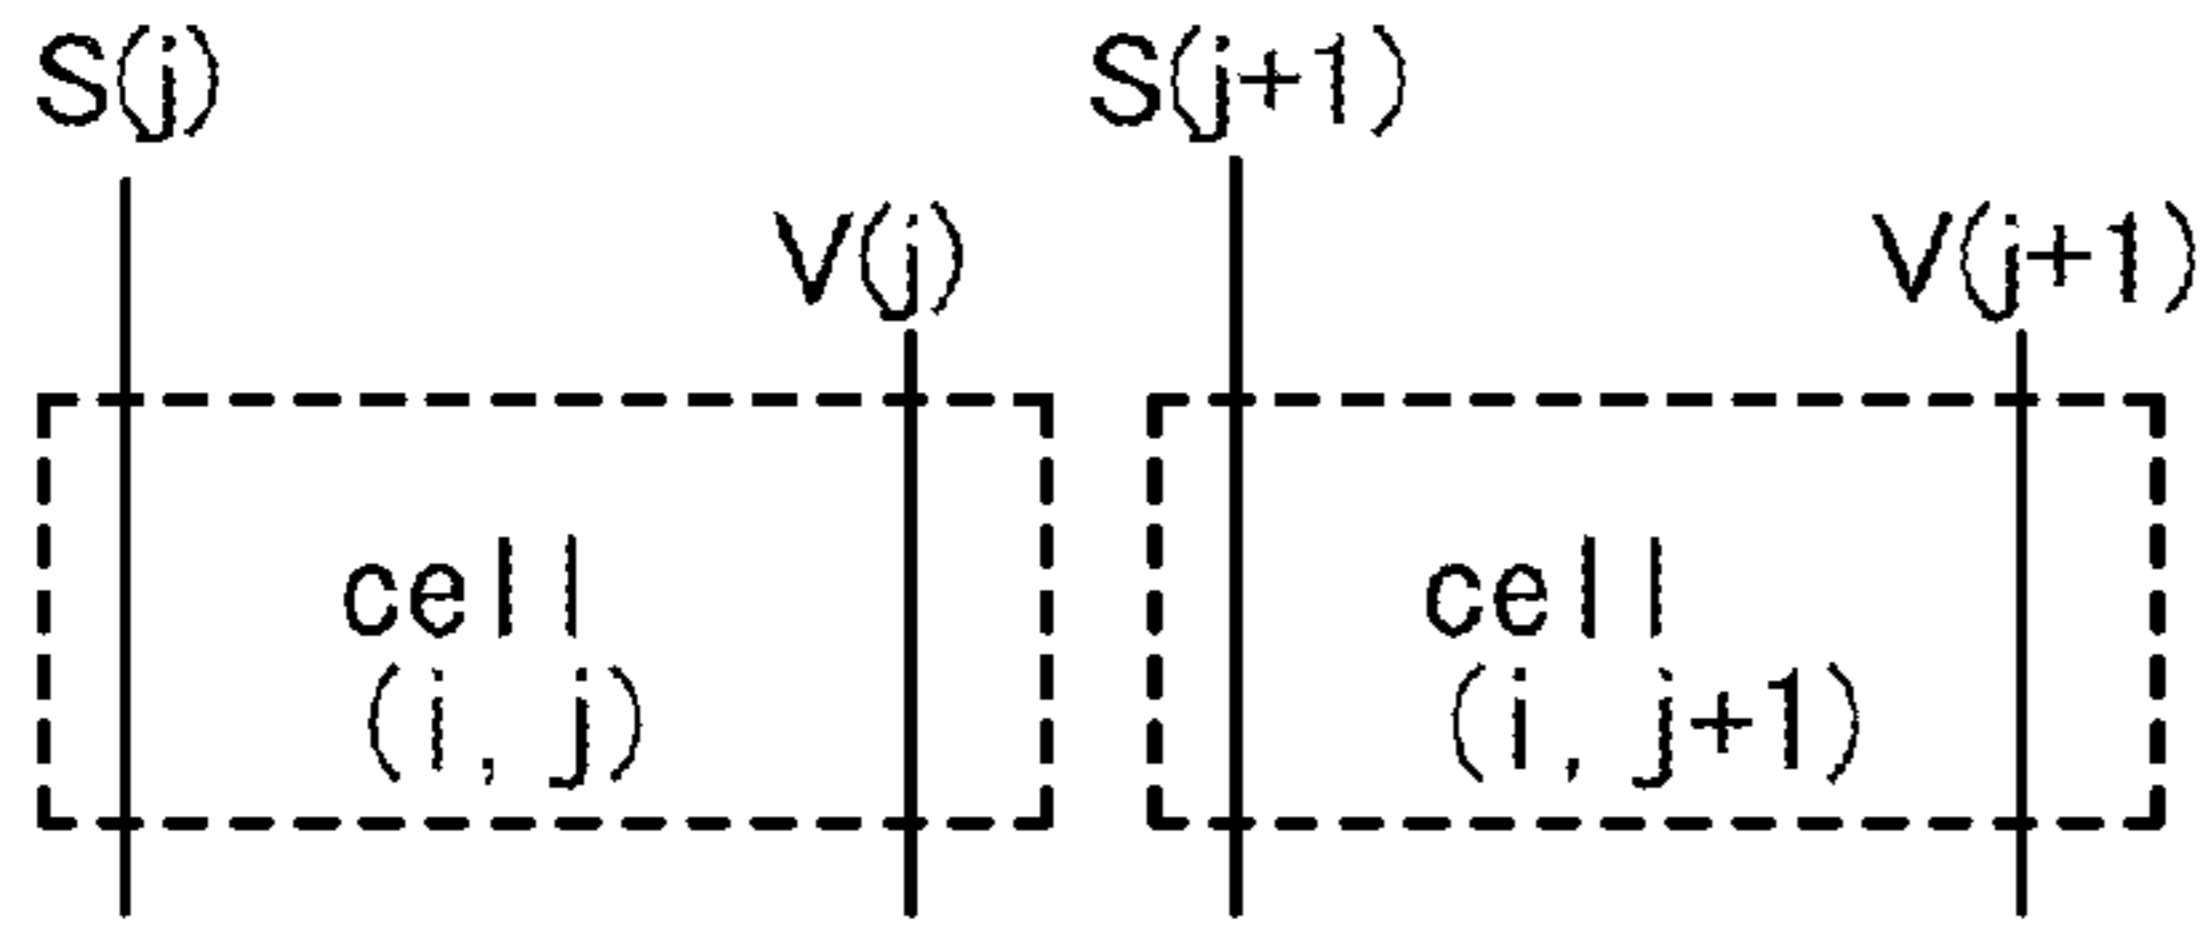 S(j)
S(j+1)
V(j)
V(j+1)
cell
(i, j)
cell
(i, j+1)